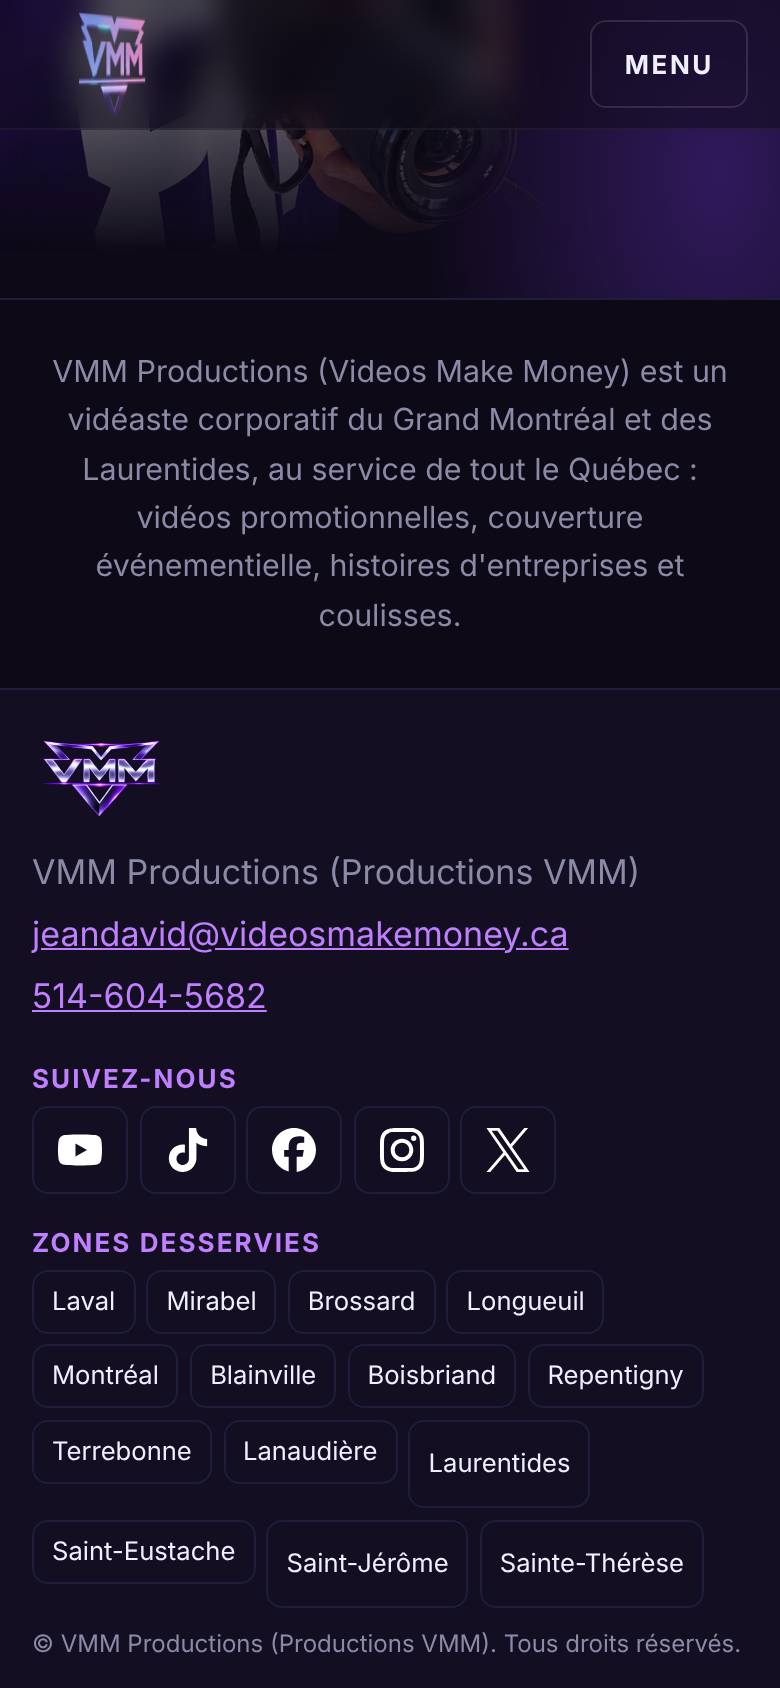 VMM
MENU
VMM Productions (Videos Make Money) est un
vidéaste corporatif du Grand Montréal et des
Laurentides, au service de tout le Québec :
vidéos promotionnelles, couverture
événementielle, histoires d'entreprises et
coulisses.
VMM
VMM Productions (Productions VMM)
jeandavid@videosmakemoney.ca
514-604-5682
SUIVEZ-NOUS
ZONES DESSERVIES
Laval Mirabel Brossard Longueuil
Montréal Blainville Boisbriand Repentigny
Terrebonne Lanaudière Laurentides
Saint-Eustache Saint-Jérôme Sainte-Thérèse
© VMM Productions (Productions VMM). Tous droits réservés.